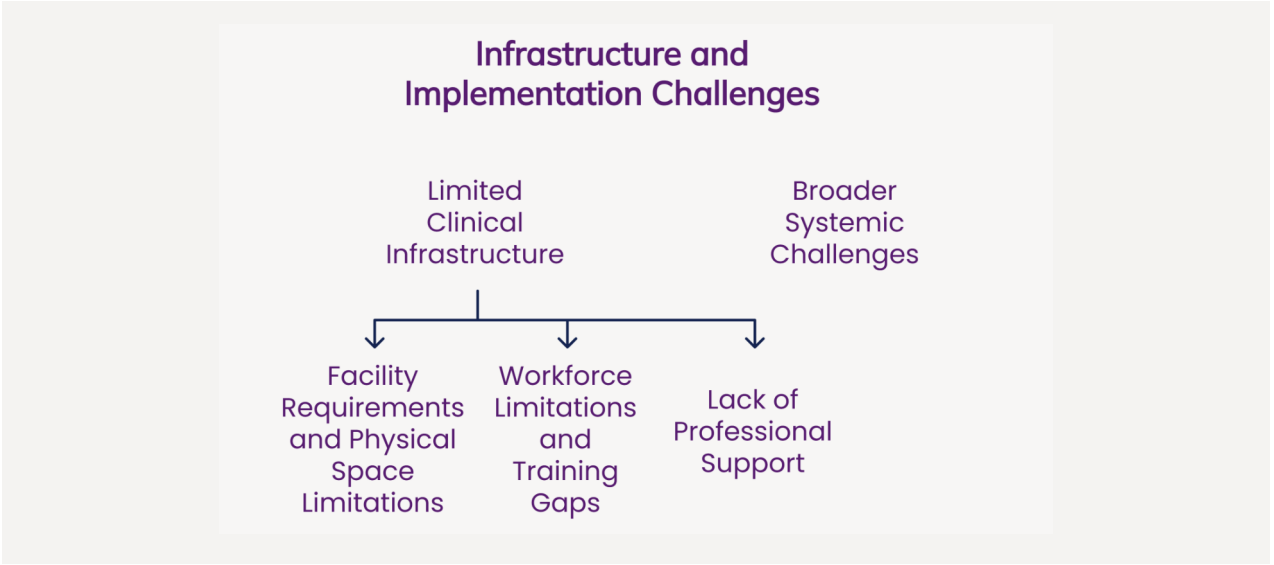 Infrastructure and
Implementation Challenges
Limited
Clinical
Infrastructure
Broader
Systemic
Challenges
Facility
Requirements
and Physical
Space
Limitations
Workforce
Limitations
and
Training
Gaps
Lack of
Professional
Support